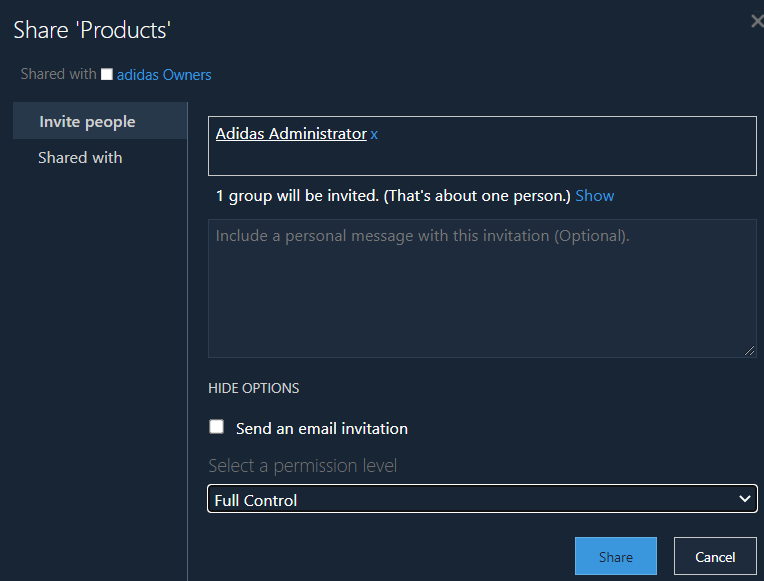 Share 'Products'
Shared with adidas Owners
Invite people
Shared with
Adidas Administrator x
1 group will be invited. (That's about one person.) Show
Include a personal message with this invitation (Optional).
HIDE OPTIONS
Send an email invitation
Select a permission level
Full Control
Share
Cancel